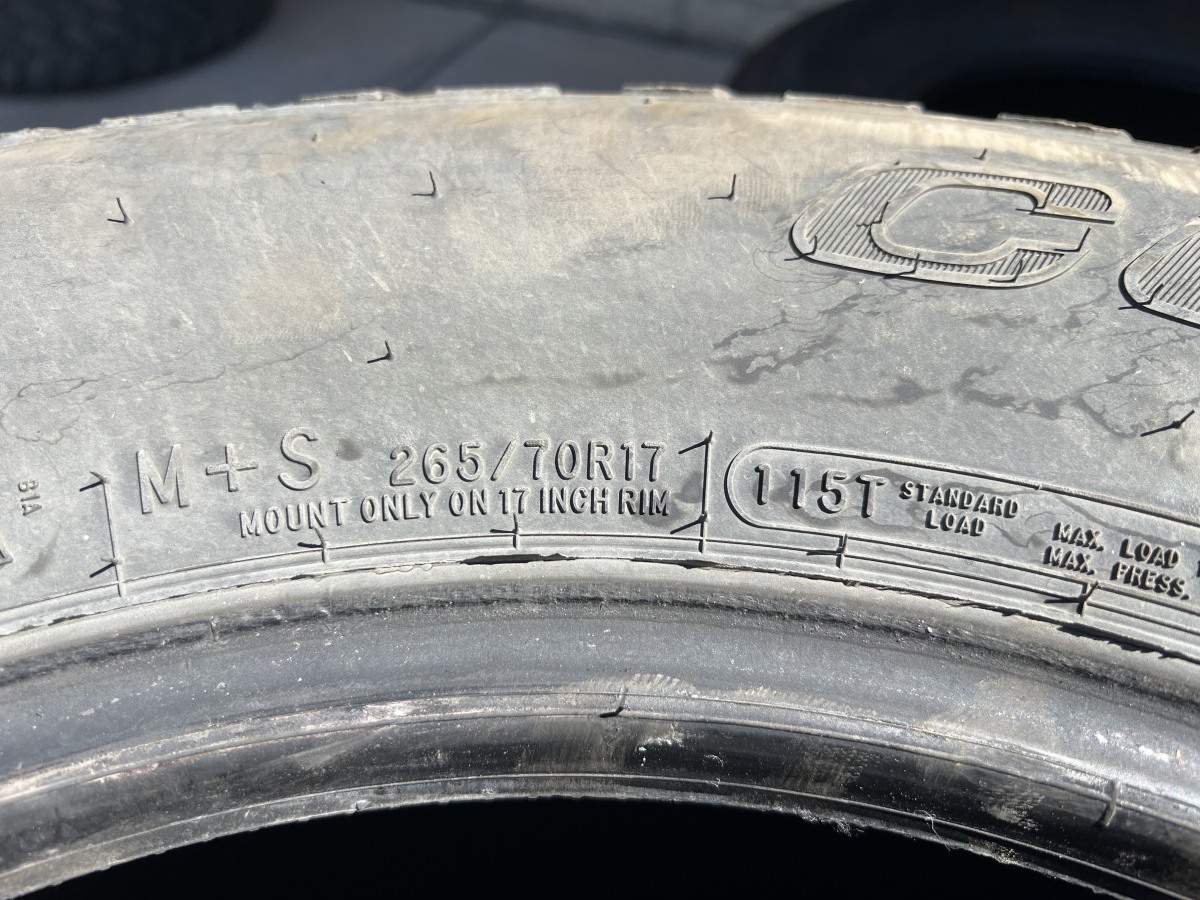 C
M+S 265/70R17
MOUNT ONLY ON 17 INCH RIM
115T STANDARD
LOAD
MAX. LOAD
MAX. PRESS.